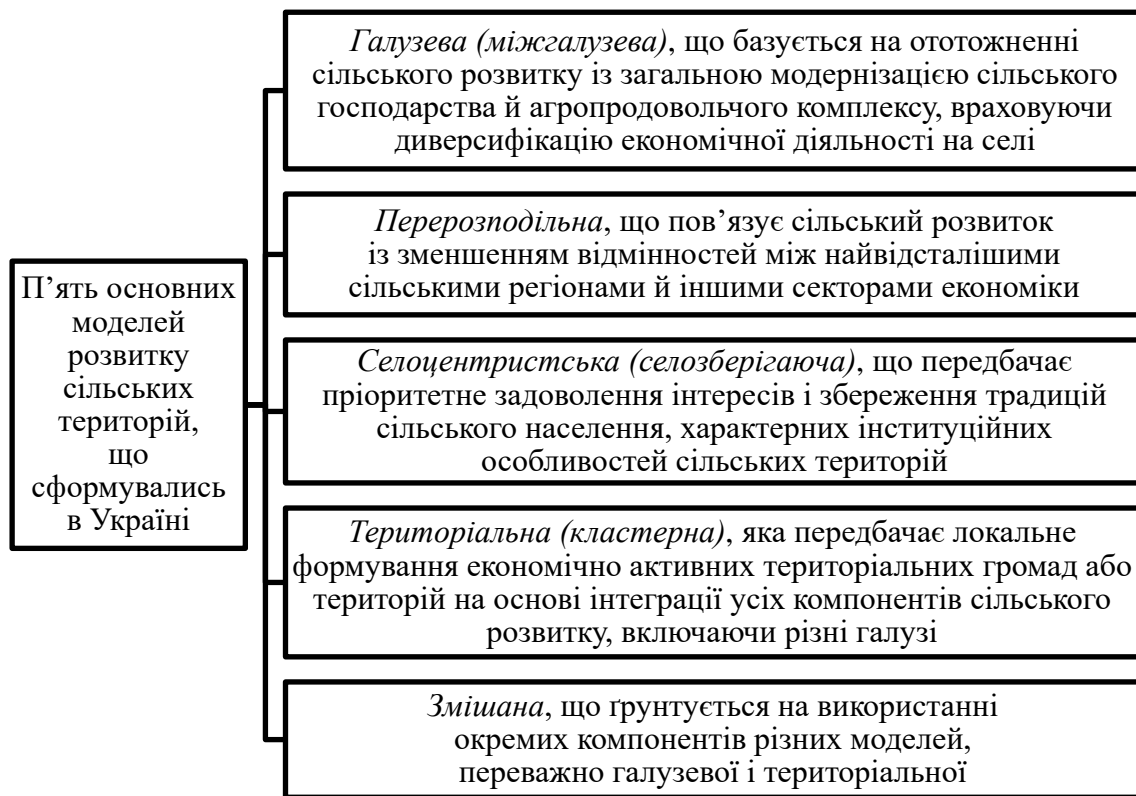 П’ять основних
моделей
розвитку
сільських
територій,
що
сформувались
в Україні
Галузева (міжгалузева), що базується на ототожненні
сільського розвитку із загальною модернізацією сільського
господарства й агропродовольчого комплексу, враховуючи
диверсифікацію економічної діяльності на селі
Перерозподільна, що пов’язує сільський розвиток
із зменшенням відмінностей між найвідсталішими
сільськими регіонами й іншими секторами економіки
Селоцентристська (селозберігаюча), що передбачає
пріоритетне задоволення інтересів і збереження традицій
сільського населення, характерних інституційних
особливостей сільських територій
Територіальна (кластерна), яка передбачає локальне
формування економічно активних територіальних громад або
територій на основі інтеграції усіх компонентів сільського
розвитку, включаючи різні галузі
Змішана, що ґрунтується на використанні
окремих компонентів різних моделей,
переважно галузевої і територіальної